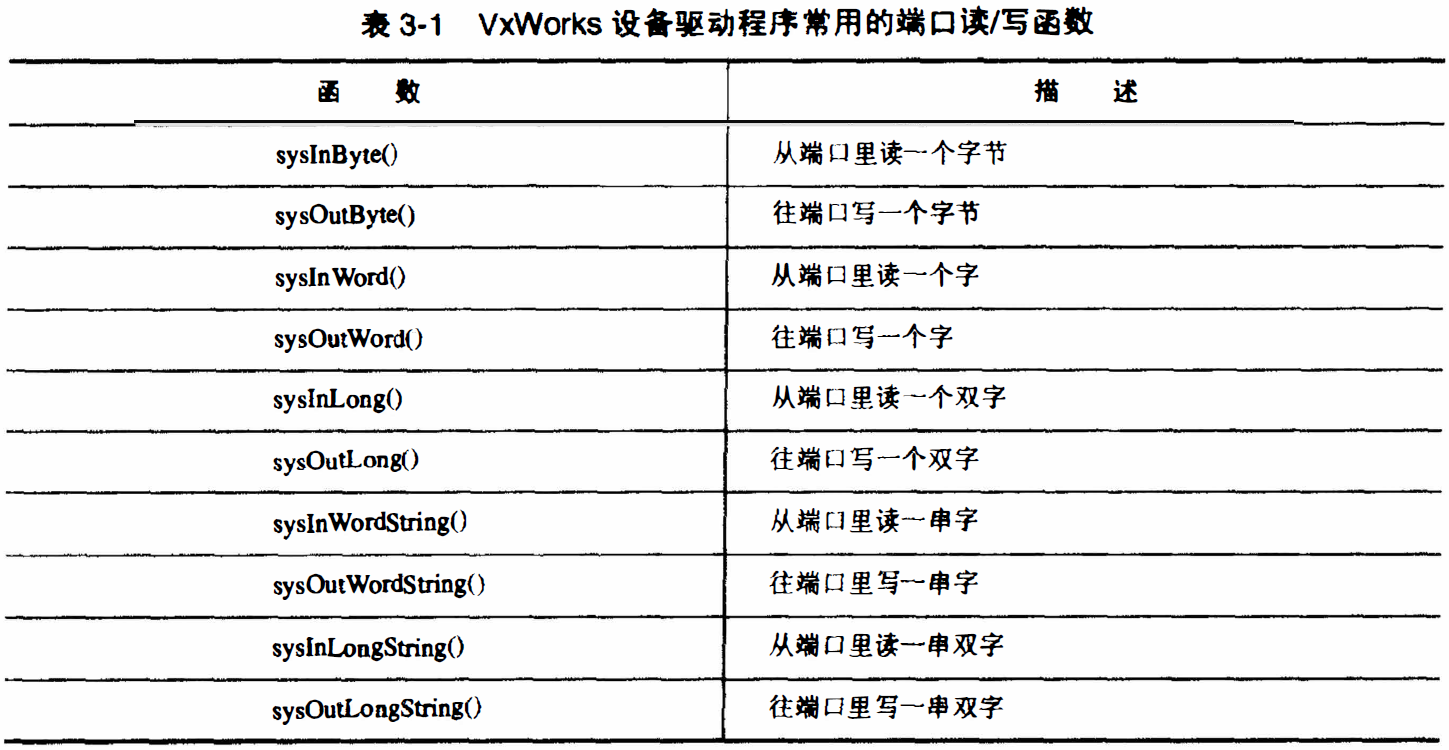 表 3-1 VxWorks 设备驱动程序常用的端口读/写函数
函 数 描 述
sysInByte() 从端口里读一个字节
sysOutByte() 往端口写一个字节
sysInWord() 从端口里读一个字
sysOutWord() 往端口写一个字
sysInLong() 从端口里读一个双字
sysOutLong() 往端口写一个双字
sysInWordString() 从端口里读一串字
sysOutWordString() 往端口里写一串字
sysInLongString() 从端口里读一串双字
sysOutLongString() 往端口里写一串双字